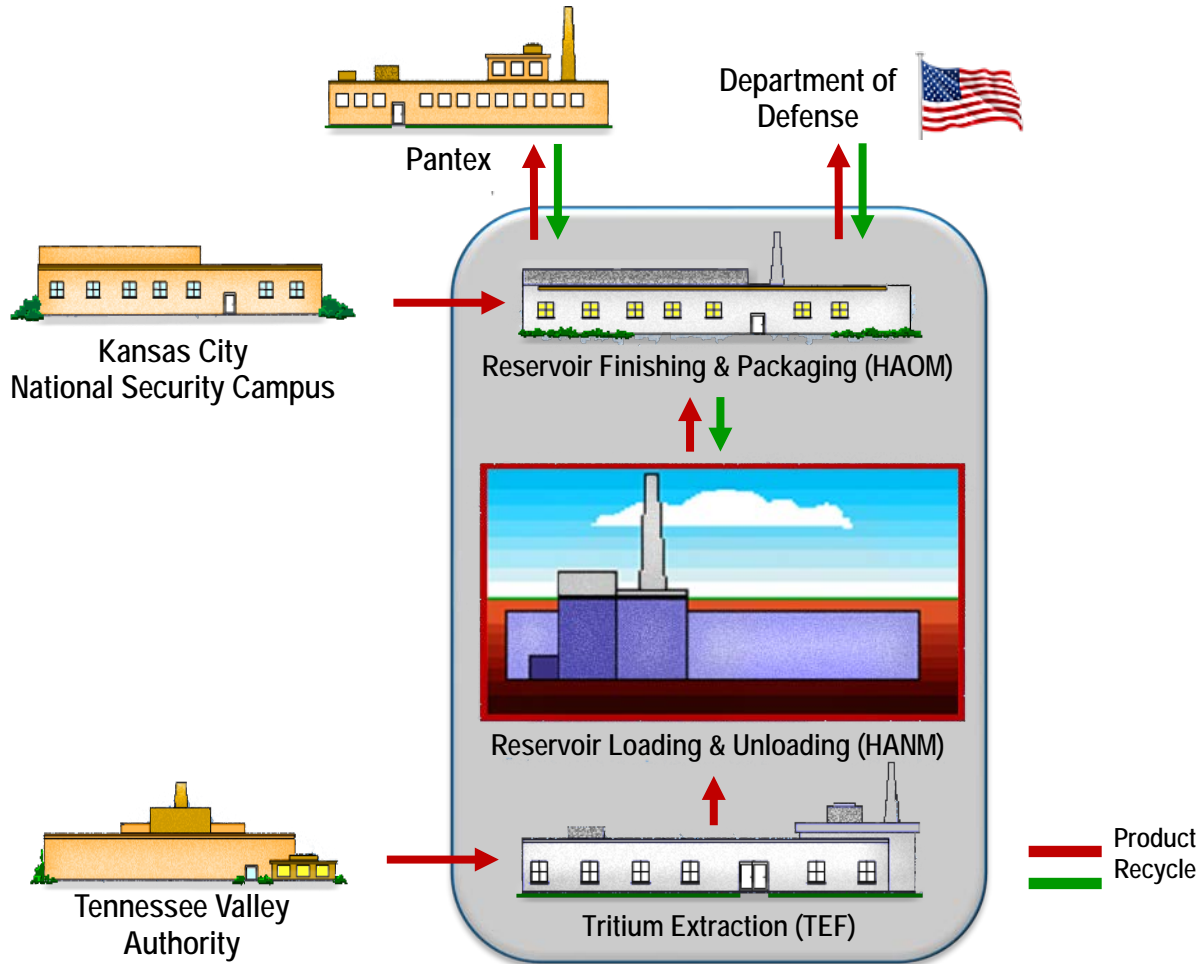 Department of
Defense
Pantex
Kansas City
National Security Campus
Reservoir Finishing & Packaging (HAOM)
Reservoir Loading & Unloading (HANM)
Tennessee Valley
Authority
Tritium Extraction (TEF)
Product
Recycle